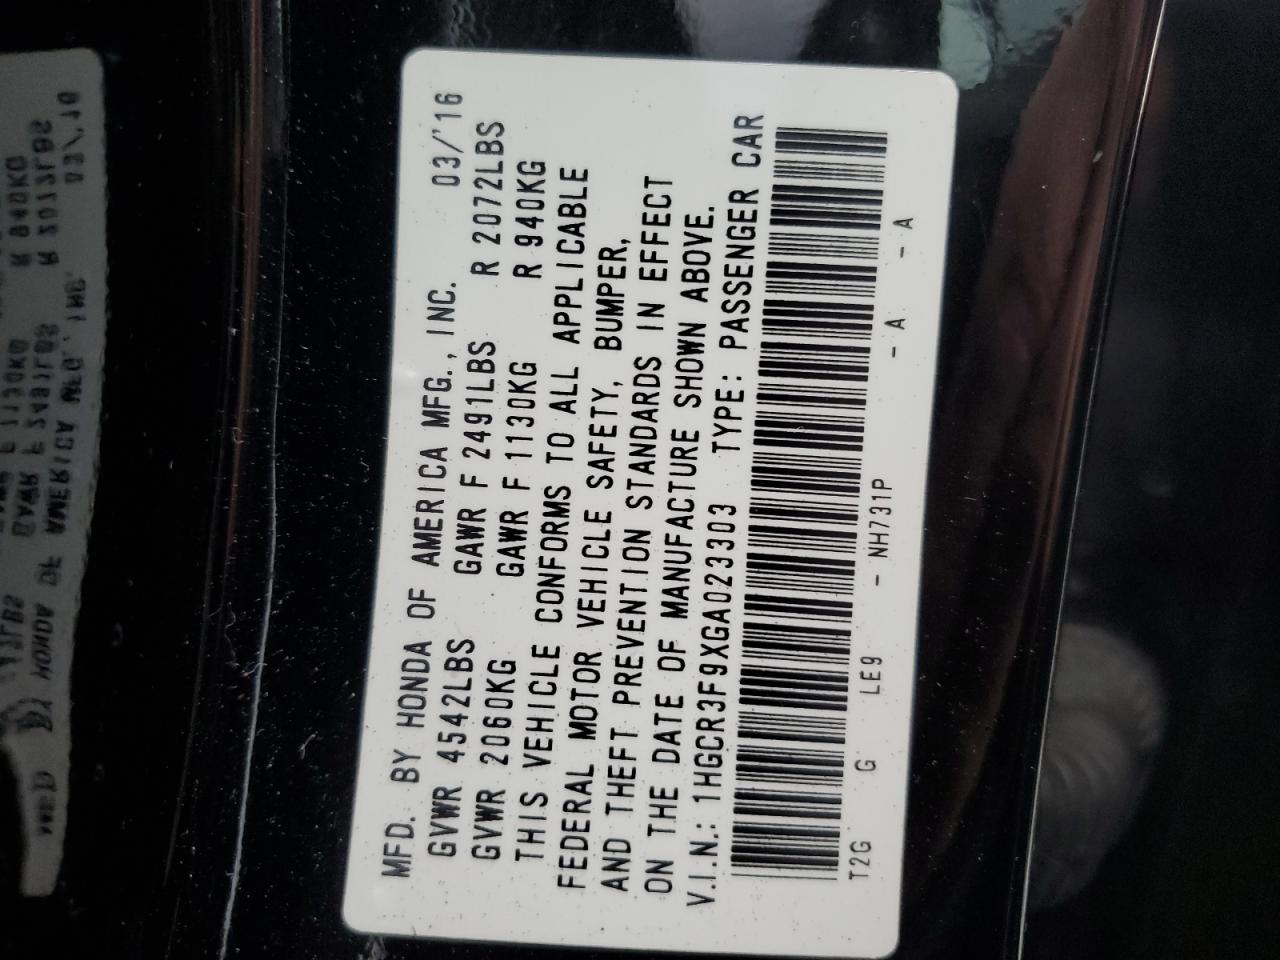 MFD. BY HONDA OF AMERICA MFG., INC. 03/'16
GVWR 4542LBS GAWR F 2491LBS R 2072LBS
GVWR 2060KG GAWR F 1130KG R 940KG
THIS VEHICLE CONFORMS TO ALL APPLICABLE
FEDERAL MOTOR VEHICLE SAFETY, BUMPER,
AND THEFT PREVENTION STANDARDS IN EFFECT
ON THE DATE OF MANUFACTURE SHOWN ABOVE.
V.I.N.: 1HGCR3F9XGA023303 TYPE: PASSENGER CAR
T2G G LE9 - NH731P - A - A